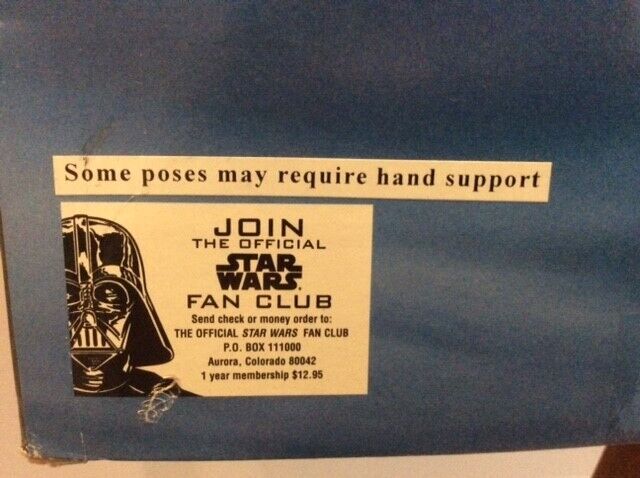 Some poses may require hand support
JOIN
THE OFFICIAL
STAR
WARS.
FAN CLUB
Send check or money order to:
THE OFFICIAL STAR WARS FAN CLUB
P.O. BOX 111000
Aurora, Colorado 80042
1 year membership $12.95